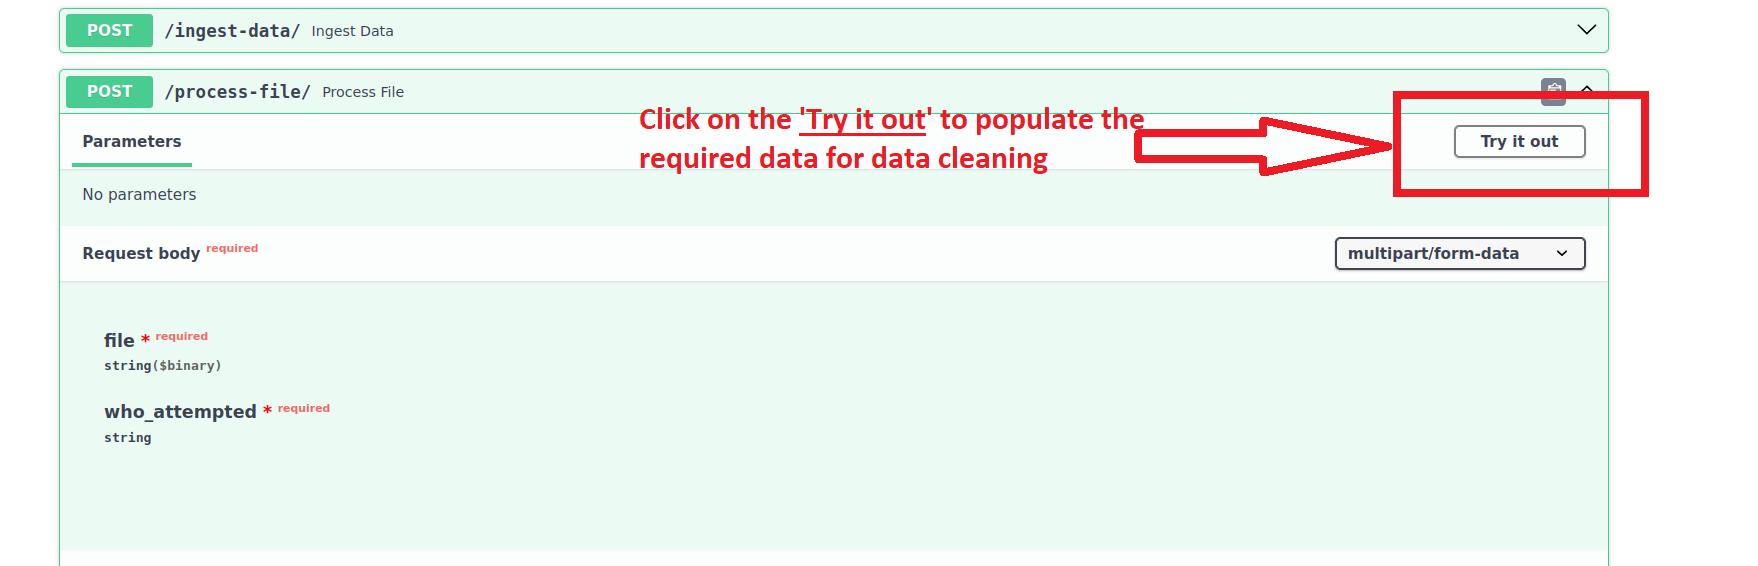 POST /ingest-data/ Ingest Data
POST /process-file/ Process File
Click on the 'Try it out' to populate the
required data for data cleaning
Parameters
Try it out
No parameters
Request body required
multipart/form-data
file * required
string($binary)
who_attempted * required
string